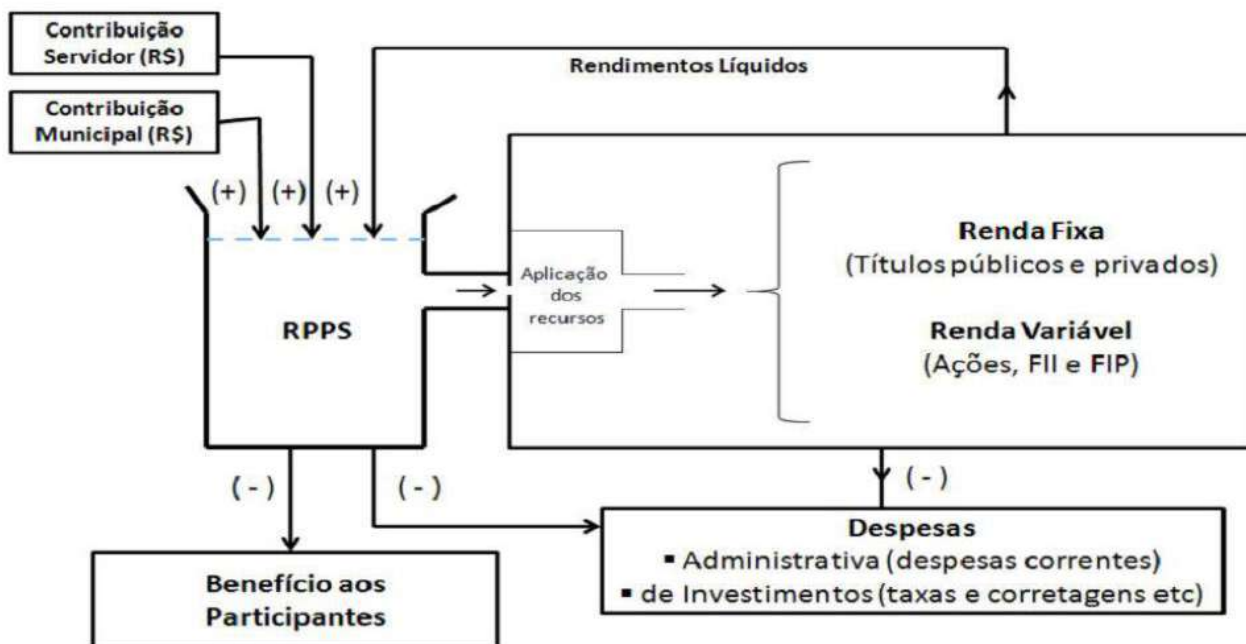 Contribuição
Servidor (R$)
Contribuição
Municipal (R$)
Rendimentos Líquidos
(+) (+) (+)
RPPS
Aplicação
dos
recursos
Renda Fixa
(Títulos públicos e privados)
Renda Variável
(Ações, FII e FIP)
(-) (-) (-)
Benefício aos
Participantes
Despesas
▪ Administrativa (despesas correntes)
▪ de Investimentos (taxas e corretagens etc)